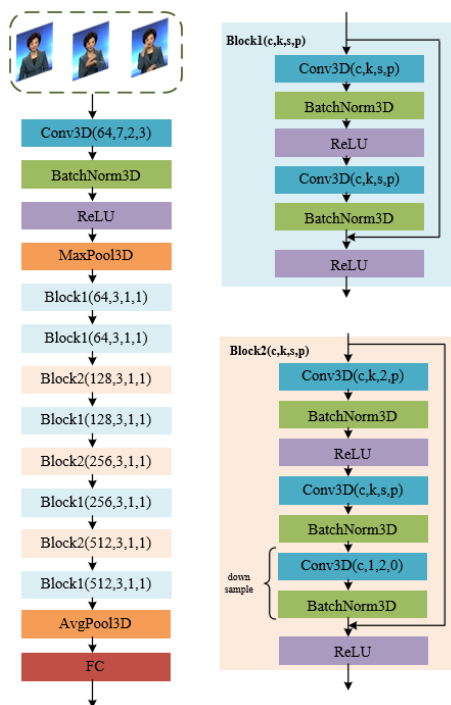 Conv3D(64,7,2,3)
BatchNorm3D
ReLU
MaxPool3D
Block1(64,3,1,1)
Block1(64,3,1,1)
Block2(128,3,1,1)
Block1(128,3,1,1)
Block2(256,3,1,1)
Block1(256,3,1,1)
Block2(512,3,1,1)
Block1(512,3,1,1)
AvgPool3D
FC
Block1(c,k,s,p)
Conv3D(c,k,s,p)
BatchNorm3D
ReLU
Conv3D(c,k,s,p)
BatchNorm3D
ReLU
Block2(c,k,s,p)
Conv3D(c,k,2,p)
BatchNorm3D
ReLU
Conv3D(c,k,s,p)
BatchNorm3D
down
sample
Conv3D(c,1,2,0)
BatchNorm3D
ReLU